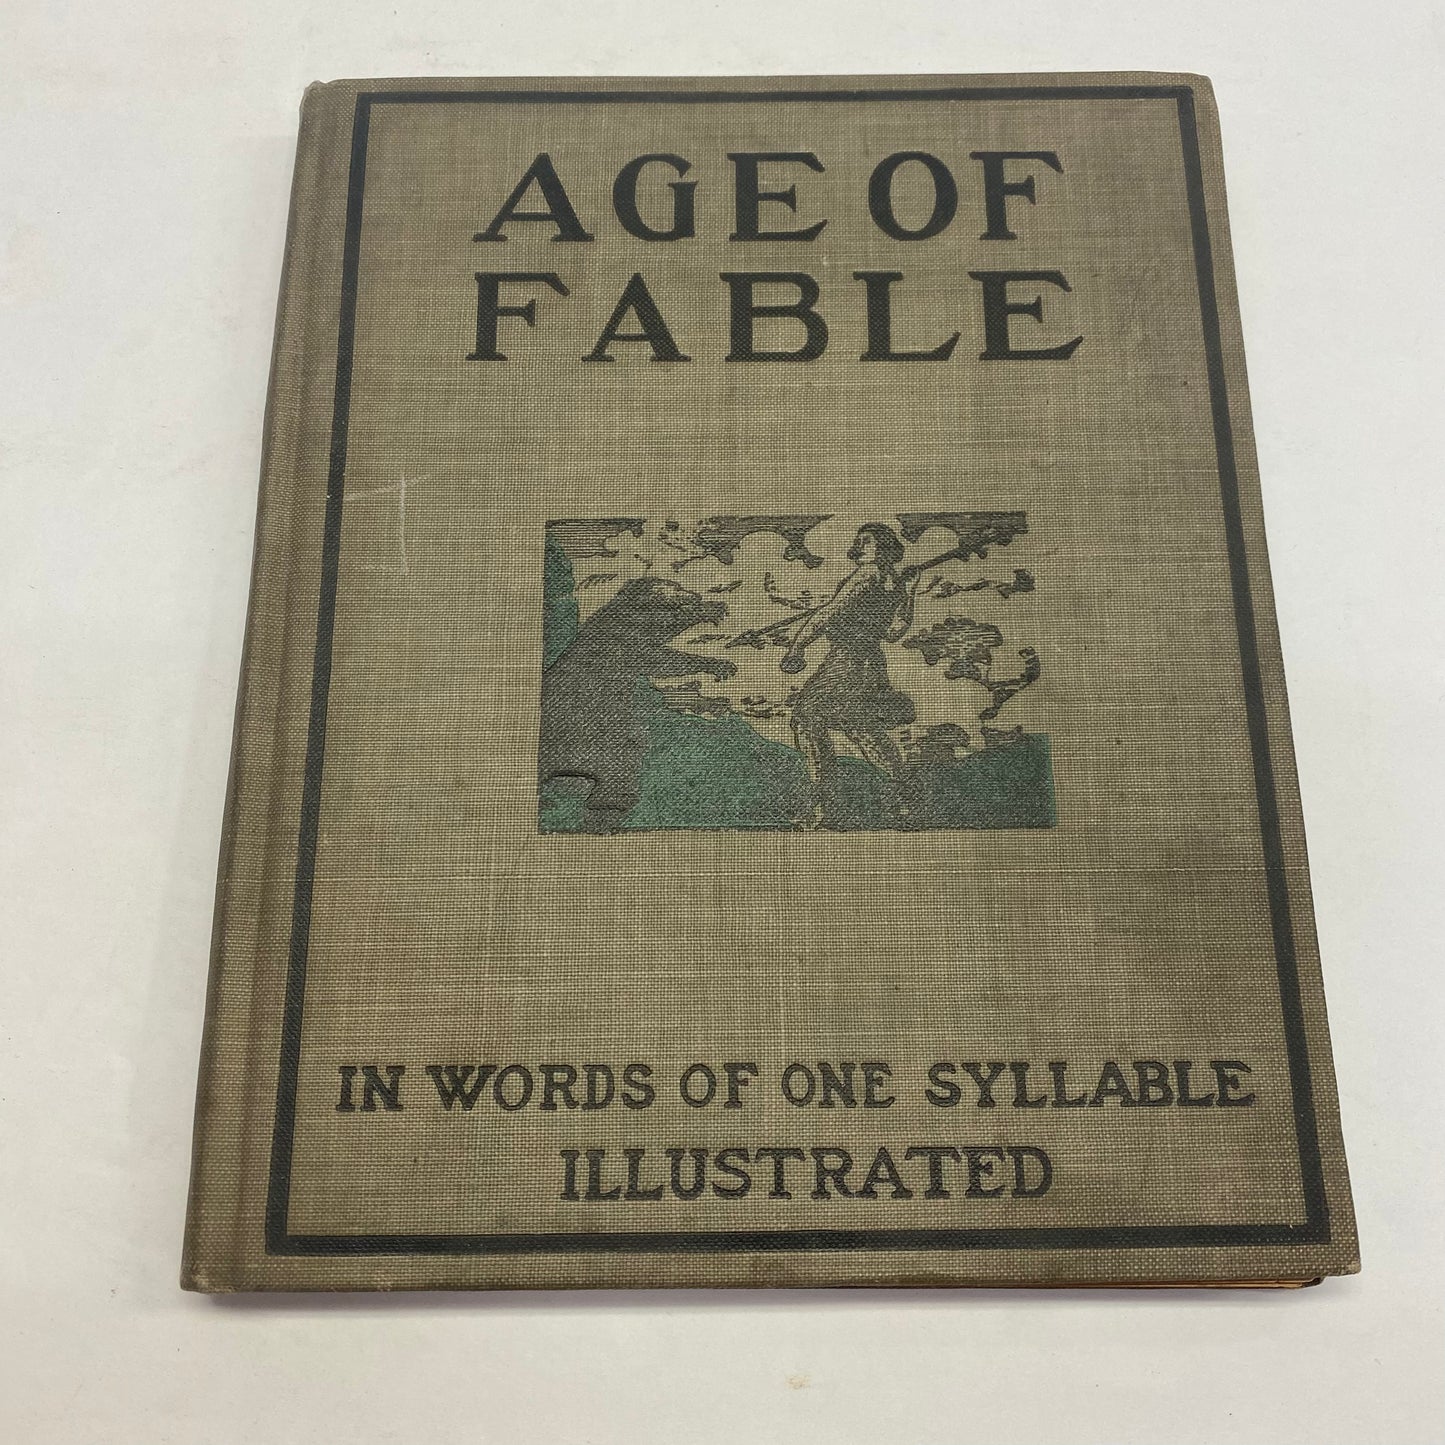 AGE OF
FABLE
IN WORDS OF ONE SYLLABLE
ILLUSTRATED